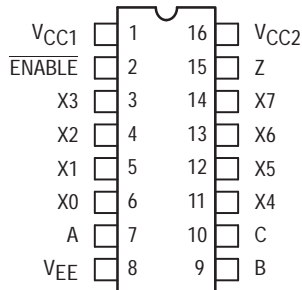 VCC1 1 16 VCC2
ENABLE 2 15 Z
X3 3 14 X7
X2 4 13 X6
X1 5 12 X5
X0 6 11 X4
A 7 10 C
VEE 8 9 B